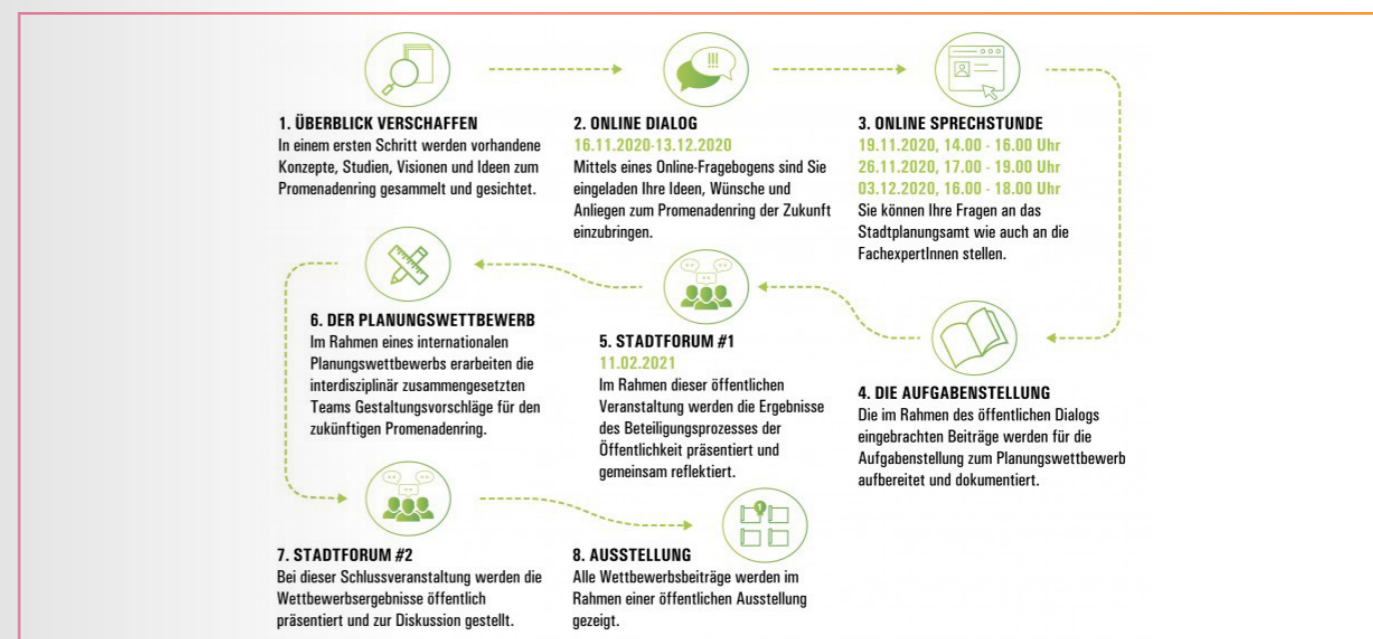 1. ÜBERBLICK VERSCHAFFEN
In einem ersten Schritt werden vorhandene
Konzepte, Studien, Visionen und Ideen zum
Promenadenring gesammelt und gesichtet.
!!!
2. ONLINE DIALOG
16.11.2020-13.12.2020
Mittels eines Online-Fragebogens sind Sie
eingeladen Ihre Ideen, Wünsche und
Anliegen zum Promenadenring der Zukunft
einzubringen.
3. ONLINE SPRECHSTUNDE
19.11.2020, 14.00 - 16.00 Uhr
26.11.2020, 17.00 - 19.00 Uhr
03.12.2020, 16.00 - 18.00 Uhr
Sie können Ihre Fragen an das
Stadtplanungsamt wie auch an die
FachexpertInnen stellen.
4. DIE AUFGABENSTELLUNG
Die im Rahmen des öffentlichen Dialogs
eingebrachten Beiträge werden für die
Aufgabenstellung zum Planungswettbewerb
aufbereitet und dokumentiert.
5. STADTFORUM #1
11.02.2021
Im Rahmen dieser öffentlichen
Veranstaltung werden die Ergebnisse
des Beteiligungsprozesses der
Öffentlichkeit präsentiert und
gemeinsam reflektiert.
6. DER PLANUNGSWETTBEWERB
Im Rahmen eines internationalen
Planungswettbewerbs erarbeiten die
interdisziplinär zusammengesetzten
Teams Gestaltungsvorschläge für den
zukünftigen Promenadenring.
7. STADTFORUM #2
Bei dieser Schlussveranstaltung werden die
Wettbewerbsergebnisse öffentlich
präsentiert und zur Diskussion gestellt.
1
8. AUSSTELLUNG
Alle Wettbewerbsbeiträge werden im
Rahmen einer öffentlichen Ausstellung
gezeigt.